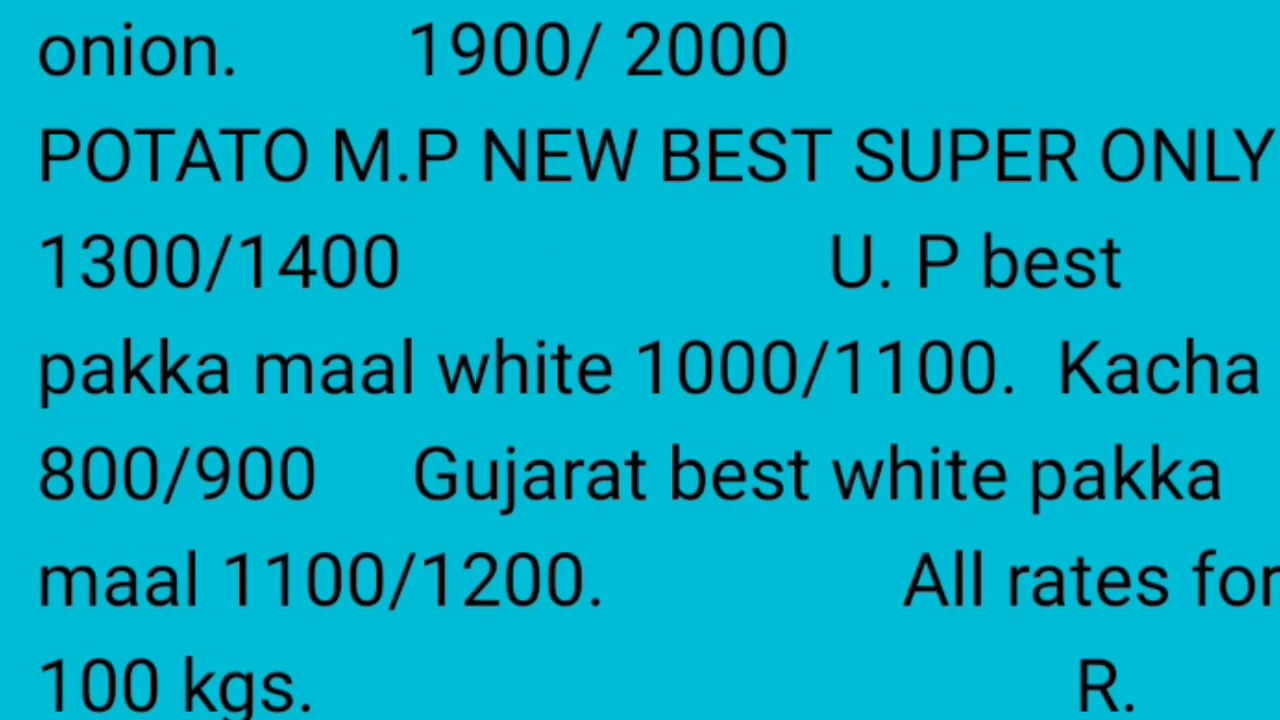 onion. 1900/ 2000
POTATO M.P NEW BEST SUPER ONLY
1300/1400 U. P best
pakka maal white 1000/1100. Kacha
800/900 Gujarat best white pakka
maal 1100/1200. All rates for
100 kgs. R.